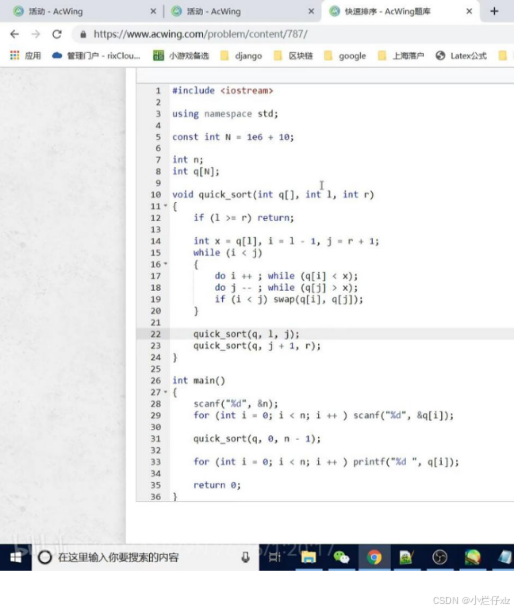 活动 - AcWing
活动 - AcWing
快速排序 - AcWing题库
https://www.acwing.com/problem/content/787/
应用
管理门户 - rixClou...
小游戏备选
django
区块链
google
上海落户
Latex公式
1 #include <iostream>
2
3 using namespace std;
4
5 const int N = 1e6 + 10;
6
7 int n;
8 int q[N];
9
10 void quick_sort(int q[], int l, int r)
11 {
12 if (l >= r) return;
13
14 int x = q[l], i = l - 1, j = r + 1;
15 while (i < j)
16 {
17 do i ++ ; while (q[i] < x);
18 do j -- ; while (q[j] > x);
19 if (i < j) swap(q[i], q[j]);
20 }
21
22 quick_sort(q, l, j);
23 quick_sort(q, j + 1, r);
24 }
25
26 int main()
27 {
28 scanf("%d", &n);
29 for (int i = 0; i < n; i ++ ) scanf("%d", &q[i]);
30
31 quick_sort(q, 0, n - 1);
32
33 for (int i = 0; i < n; i ++ ) printf("%d ", q[i]);
34
35 return 0;
36 }
在这里输入你要搜索的内容
CSDN @小烂仔xlz